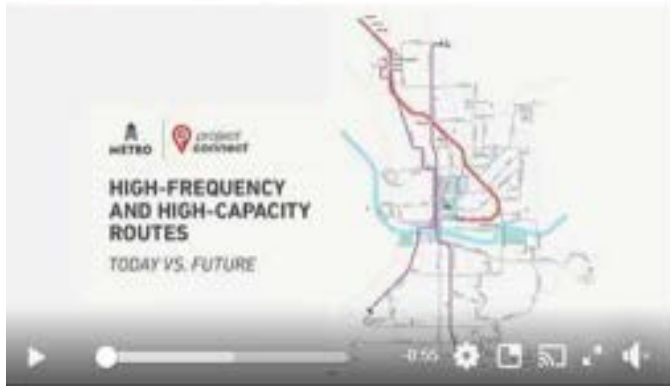 METRO
project
connect
HIGH-FREQUENCY
AND HIGH-CAPACITY
ROUTES
TODAY VS. FUTURE
-0:55